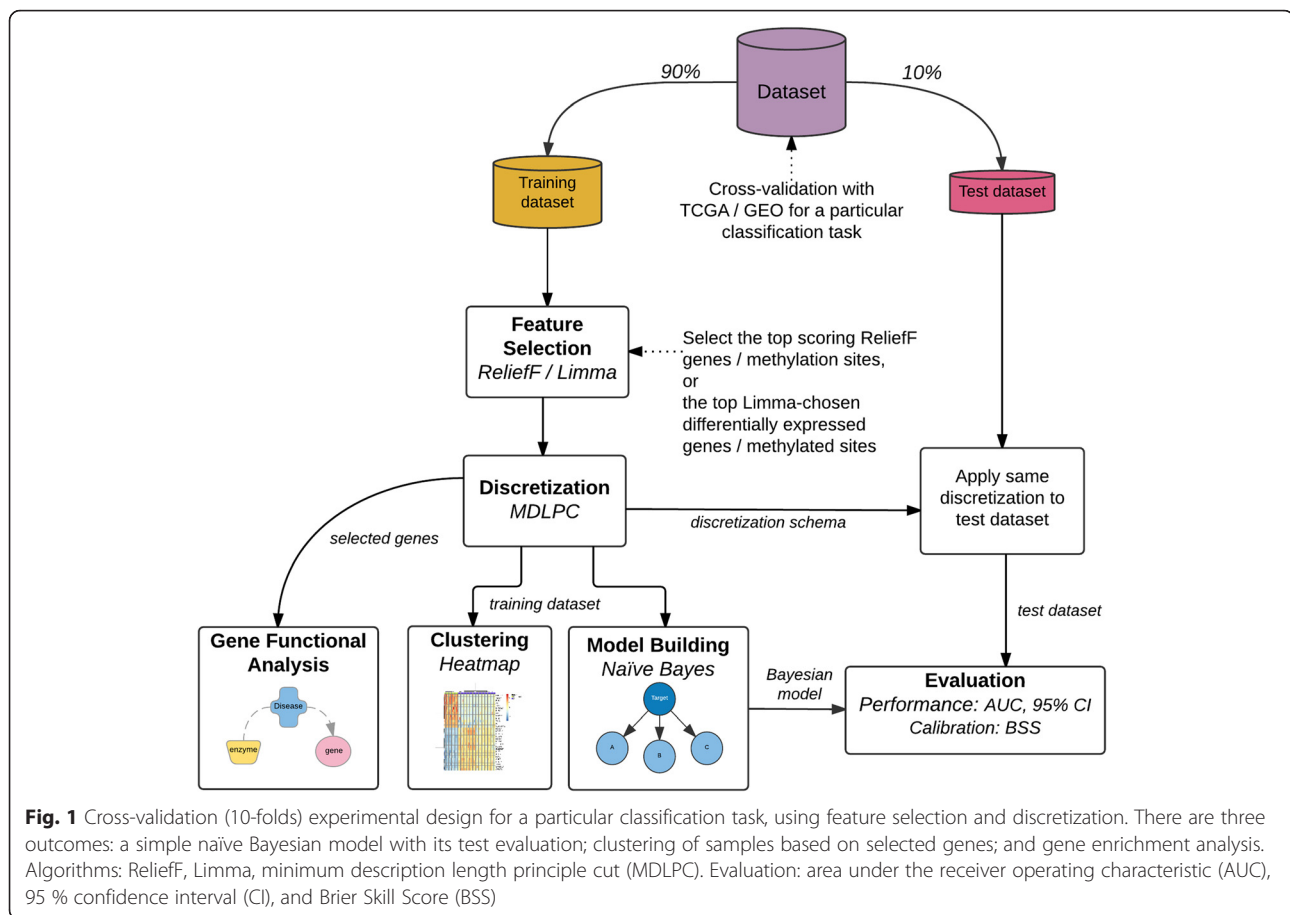 90%
Dataset
10%
Training
dataset
Test dataset
Cross-validation with
TCGA / GEO for a particular
classification task
Feature
Selection
ReliefF / Limma
Select the top scoring ReliefF
genes / methylation sites,
or
the top Limma-chosen
differentially expressed
genes / methylated sites
Discretization
MDLPC
discretization schema
Apply same
discretization to
test dataset
selected genes
training dataset
test dataset
Gene Functional
Analysis
Disease
enzyme
gene
Clustering
Heatmap
Model Building
Naïve Bayes
Target
A
B
C
Bayesian
model
Evaluation
Performance: AUC, 95% CI
Calibration: BSS
Fig. 1 Cross-validation (10-folds) experimental design for a particular classification task, using feature selection and discretization. There are three
outcomes: a simple naïve Bayesian model with its test evaluation; clustering of samples based on selected genes; and gene enrichment analysis.
Algorithms: ReliefF, Limma, minimum description length principle cut (MDLPC). Evaluation: area under the receiver operating characteristic (AUC),
95 % confidence interval (CI), and Brier Skill Score (BSS)